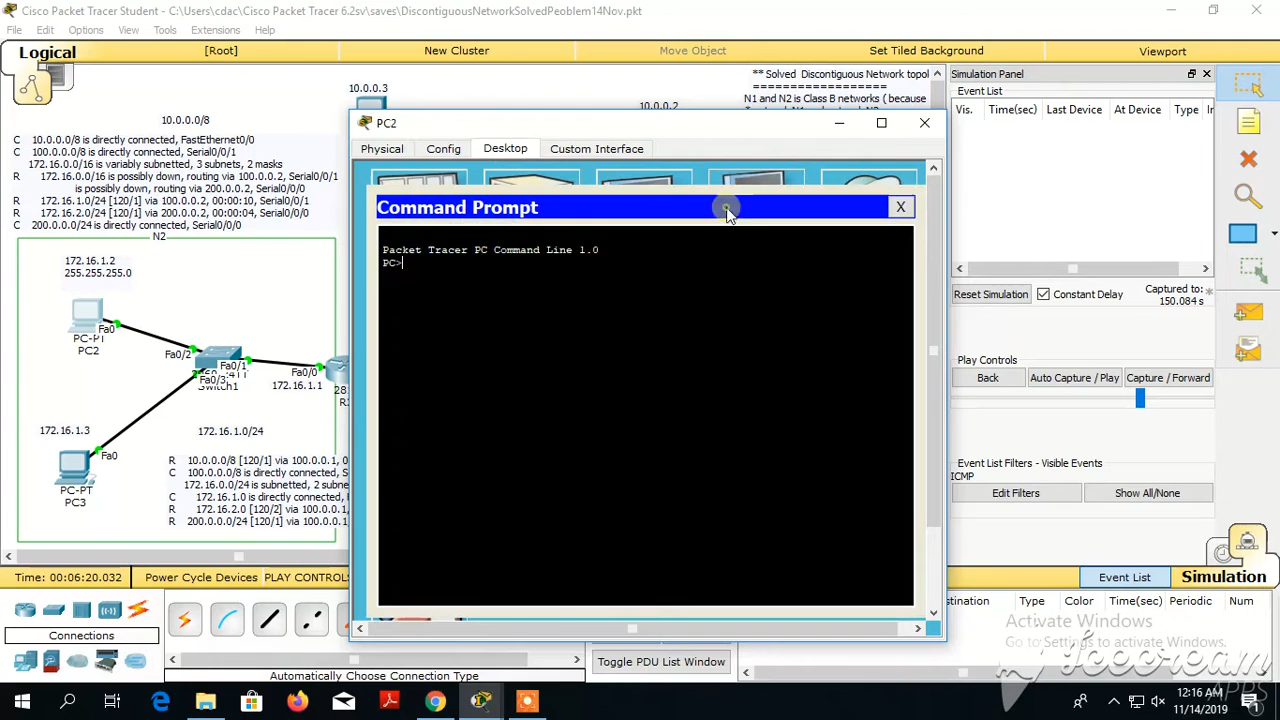 Cisco Packet Tracer Student - C:\Users\cdac\Cisco Packet Tracer 6.2sv\saves\DiscontiguousNetworkSolvedPeoblem14Nov.pkt
File Edit Options View Tools Extensions Help
Logical [Root] New Cluster Move Object Set Tiled Background Viewport
10.0.0.3
10.0.0.2
** Solved Discontiguous Network topol
====================
N1 and N2 is Class B networks ( because
10.0.0.0/8
C 10.0.0.0/8 is directly connected, FastEthernet0/0
C 100.0.0.0/8 is directly connected, Serial0/0/1
172.16.0.0/16 is variably subnetted, 3 subnets, 2 masks
R 172.16.0.0/16 is possibly down, routing via 100.0.0.2, Serial0/0/1
is possibly down, routing via 200.0.0.2, Serial0/0/0
R 172.16.1.0/24 [120/1] via 100.0.0.2, 00:00:10, Serial0/0/1
R 172.16.2.0/24 [120/1] via 200.0.0.2, 00:00:04, Serial0/0/0
C 200.0.0.0/24 is directly connected, Serial0/0/0
N2
172.16.1.2
255.255.255.0
Fa0
PC-PT
PC2
Fa0/2
Fa0/1
Fa0/3
Switch1
Fa0/0
172.16.1.1
172.16.1.3
172.16.1.0/24
Fa0
PC-PT
PC3
R 10.0.0.0/8 [120/1] via 100.0.0.1, 0
C 100.0.0.0/8 is directly connected, S
172.16.0.0/24 is subnetted, 2 subnets
C 172.16.1.0 is directly connected, F
R 172.16.2.0 [120/2] via 100.0.0.1,
R 200.0.0.0/24 [120/1] via 100.0.0.1,
PC2
Physical Config Desktop Custom Interface
Command Prompt X
Packet Tracer PC Command Line 1.0
PC>
Simulation Panel
Event List
Vis. Time(sec) Last Device At Device Type
Reset Simulation Constant Delay Captured to:
150.084 s
Play Controls
Back Auto Capture / Play Capture / Forward
Event List Filters - Visible Events
ICMP
Edit Filters Show All/None
Time: 00:06:20.032 Power Cycle Devices PLAY CONTROLS
Event List Simulation
Connections
Automatically Choose Connection Type
Toggle PDU List Window
stination Type Color Time(sec) Periodic Num
Activate Windows
Go to Settings to activate Windows.
Icecream
APPS
12:16 AM
11/14/2019